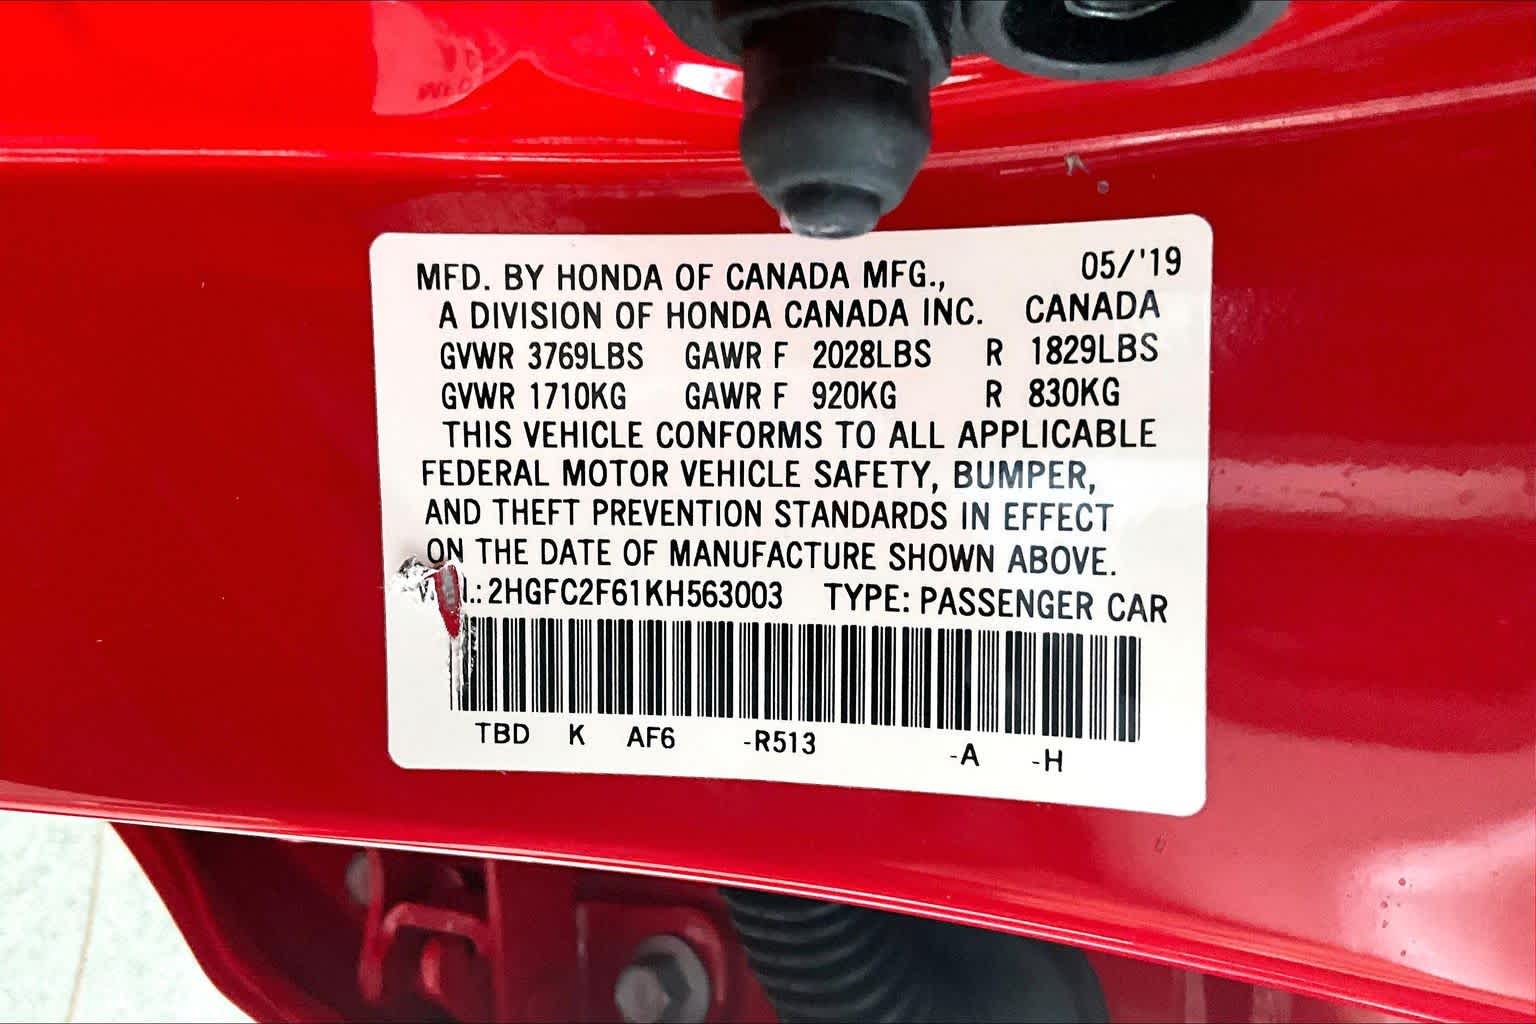 MFD. BY HONDA OF CANADA MFG., 05/'19
A DIVISION OF HONDA CANADA INC. CANADA
GVWR 3769LBS GAWR F 2028LBS R 1829LBS
GVWR 1710KG GAWR F 920KG R 830KG
THIS VEHICLE CONFORMS TO ALL APPLICABLE
FEDERAL MOTOR VEHICLE SAFETY, BUMPER,
AND THEFT PREVENTION STANDARDS IN EFFECT
ON THE DATE OF MANUFACTURE SHOWN ABOVE.
2HGFC2F61KH563003 TYPE: PASSENGER CAR
TBD K AF6 -R513 -A -H